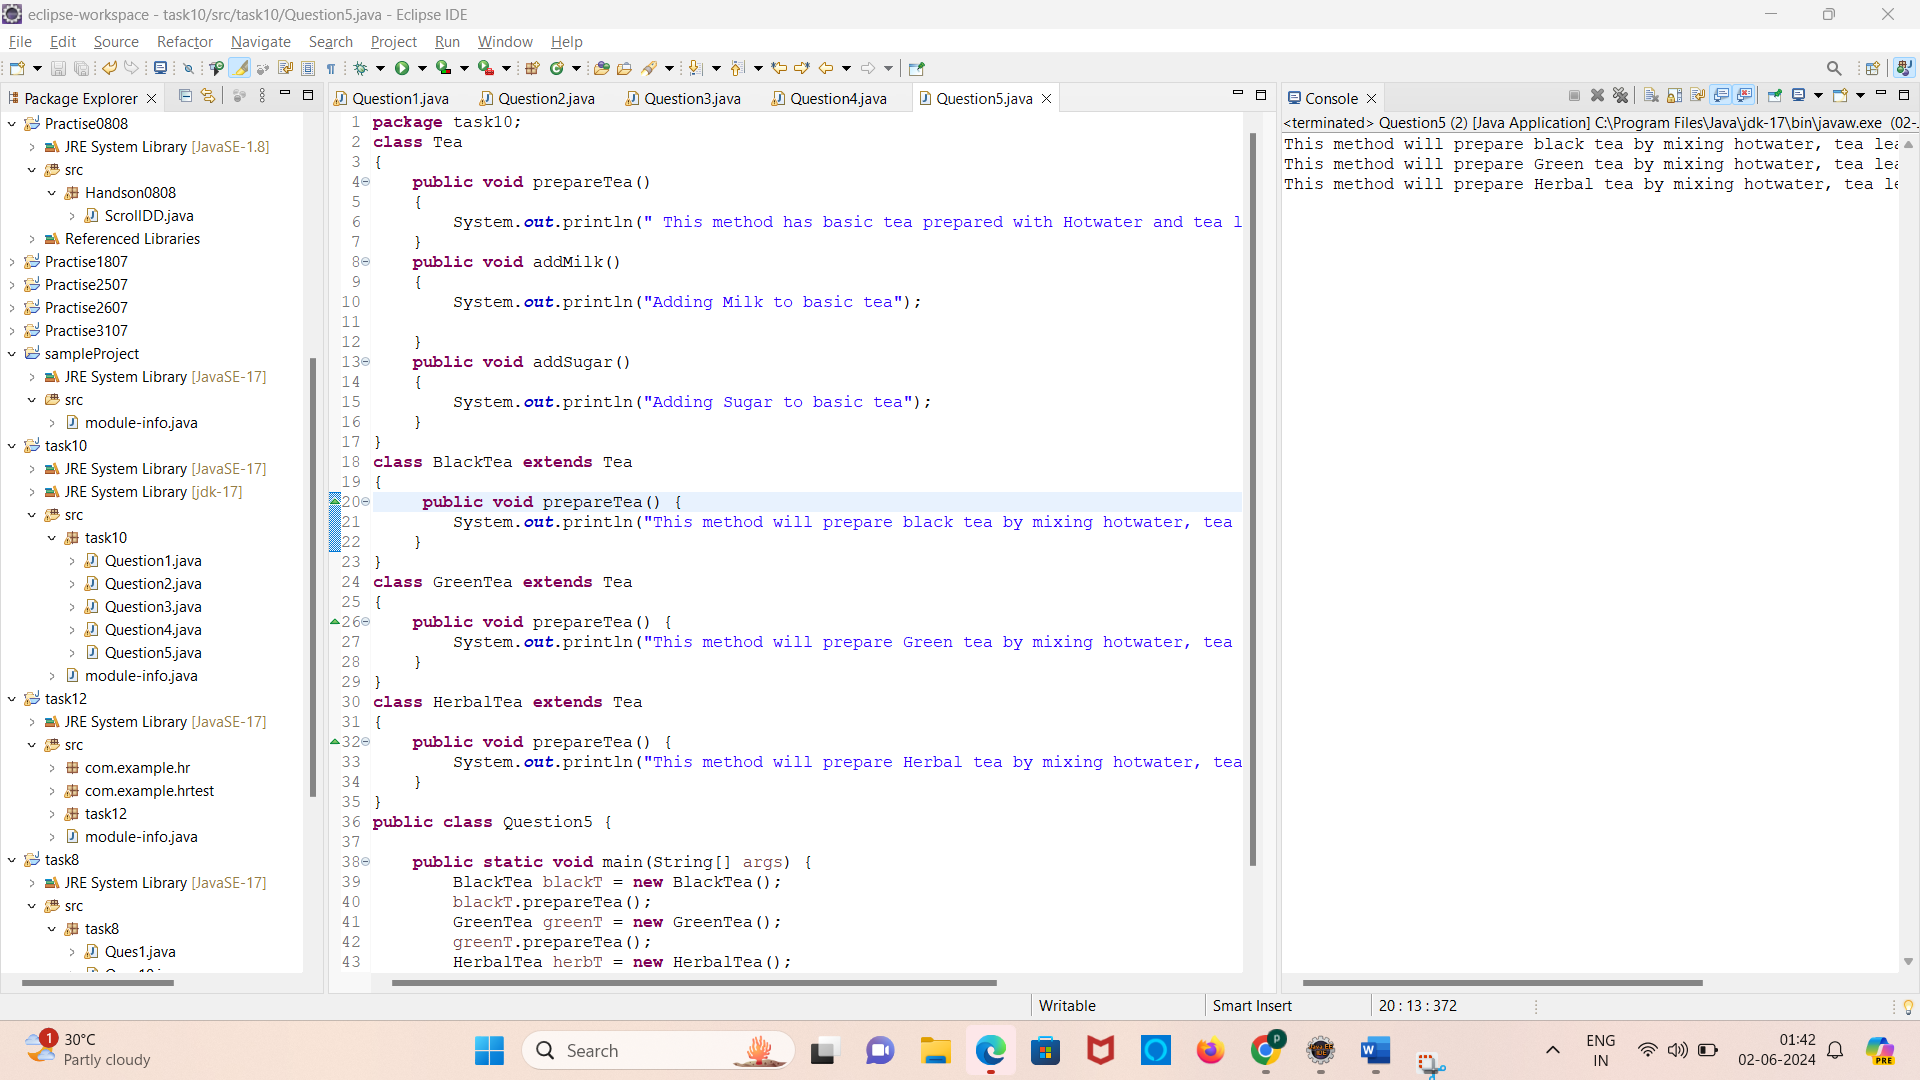 eclipse-workspace - task10/src/task10/Question5.java - Eclipse IDE
File Edit Source Refactor Navigate Search Project Run Window Help
Package Explorer
Practise0808
JRE System Library [JavaSE-1.8]
src
Handson0808
ScrollDD.java
Referenced Libraries
Practise1807
Practise2507
Practise2607
Practise3107
sampleProject
JRE System Library [JavaSE-17]
src
module-info.java
task10
JRE System Library [JavaSE-17]
JRE System Library [jdk-17]
src
task10
Question1.java
Question2.java
Question3.java
Question4.java
Question5.java
module-info.java
task12
JRE System Library [JavaSE-17]
src
com.example.hr
com.example.hrtest
task12
module-info.java
task8
JRE System Library [JavaSE-17]
src
task8
Ques1.java
Question1.java Question2.java Question3.java Question4.java Question5.java
1 package task10;
2 class Tea
3 {
4 public void prepareTea()
5 {
6 System.out.println(" This method has basic tea prepared with Hotwater and tea l
7 }
8 public void addMilk()
9 {
10 System.out.println("Adding Milk to basic tea");
11
12 }
13 public void addSugar()
14 {
15 System.out.println("Adding Sugar to basic tea");
16 }
17 }
18 class BlackTea extends Tea
19 {
20 public void prepareTea() {
21 System.out.println("This method will prepare black tea by mixing hotwater, tea
22 }
23 }
24 class GreenTea extends Tea
25 {
26 public void prepareTea() {
27 System.out.println("This method will prepare Green tea by mixing hotwater, tea
28 }
29 }
30 class HerbalTea extends Tea
31 {
32 public void prepareTea() {
33 System.out.println("This method will prepare Herbal tea by mixing hotwater, tea
34 }
35 }
36 public class Question5 {
37
38 public static void main(String[] args) {
39 BlackTea blackT = new BlackTea();
40 blackT.prepareTea();
41 GreenTea greenT = new GreenTea();
42 greenT.prepareTea();
43 HerbalTea herbT = new HerbalTea();
Console
<terminated> Question5 (2) [Java Application] C:\Program Files\Java\jdk-17\bin\javaw.exe (02-
This method will prepare black tea by mixing hotwater, tea lea
This method will prepare Green tea by mixing hotwater, tea lea
This method will prepare Herbal tea by mixing hotwater, tea le
Writable Smart Insert 20 : 13 : 372
1
30°C
Partly cloudy
Search
P
ENG
IN
01:42
02-06-2024
PRE